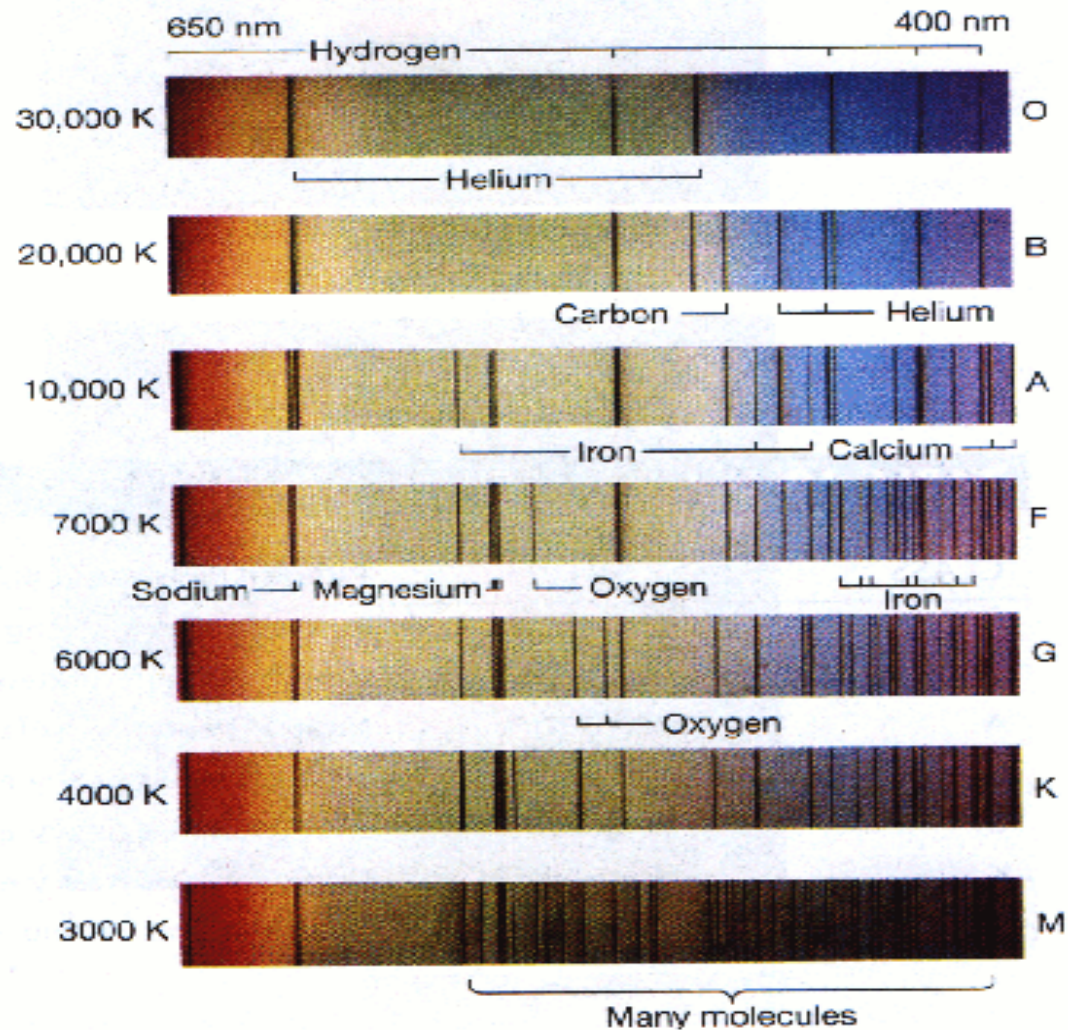 650 nm 400 nm
Hydrogen
30,000 K O
Helium
20,000 K B
Carbon Helium
10,000 K A
Iron Calcium
7000 K F
Sodium Magnesium Oxygen Iron
6000 K G
Oxygen
4000 K K
3000 K M
Many molecules